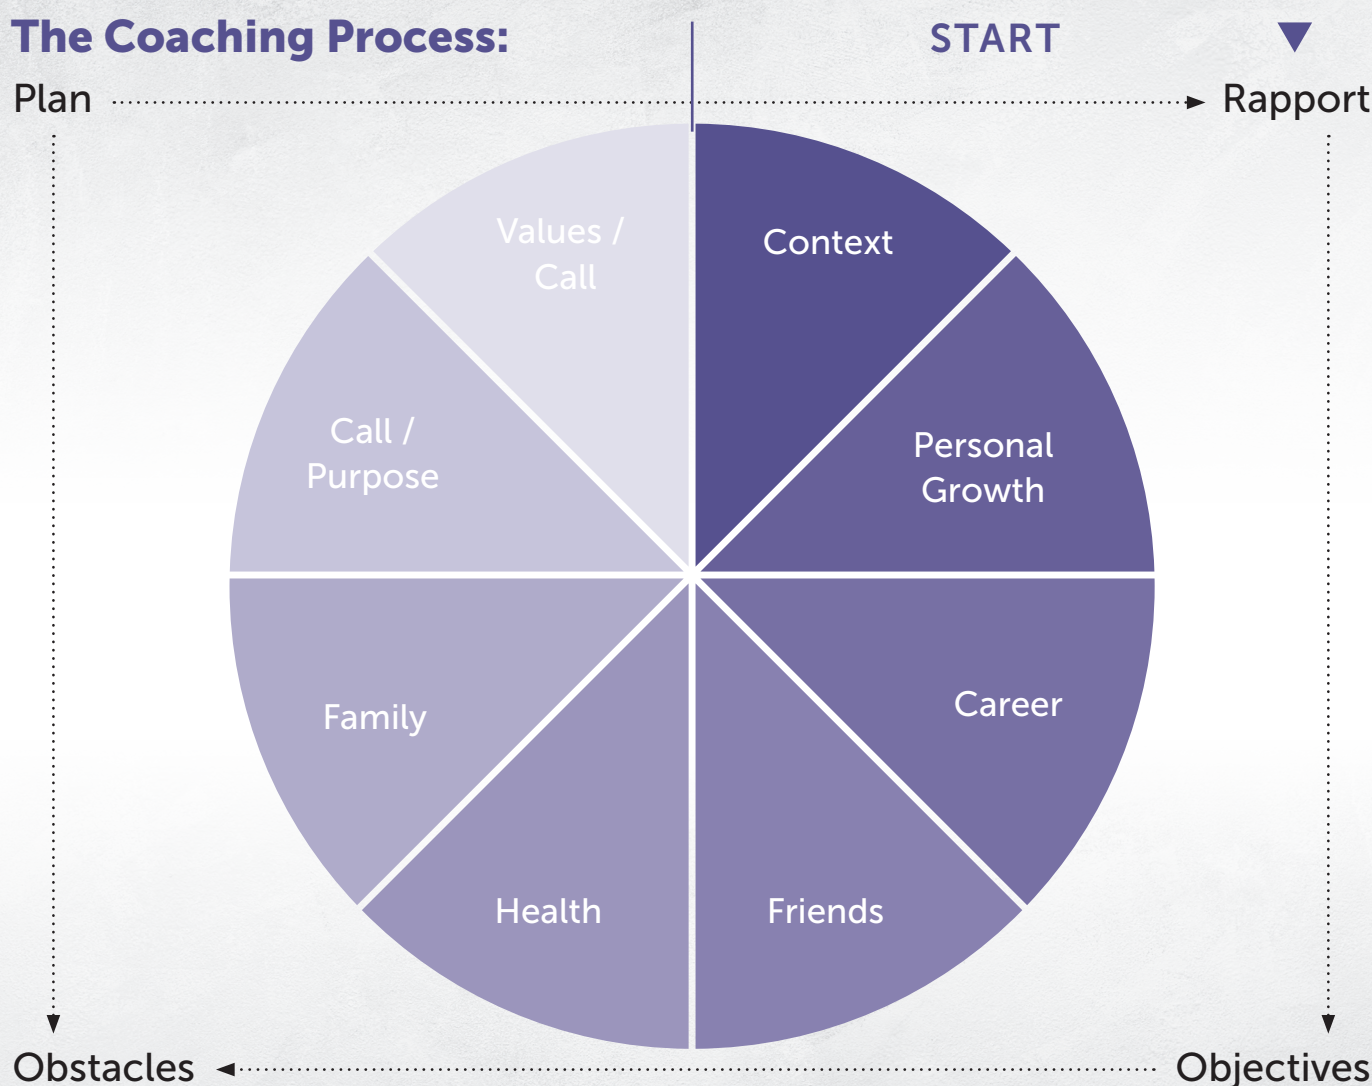 The Coaching Process:
START
Plan
Rapport
Values /
Call
Context
Call /
Purpose
Personal
Growth
Family
Career
Health
Friends
Obstacles
Objectives